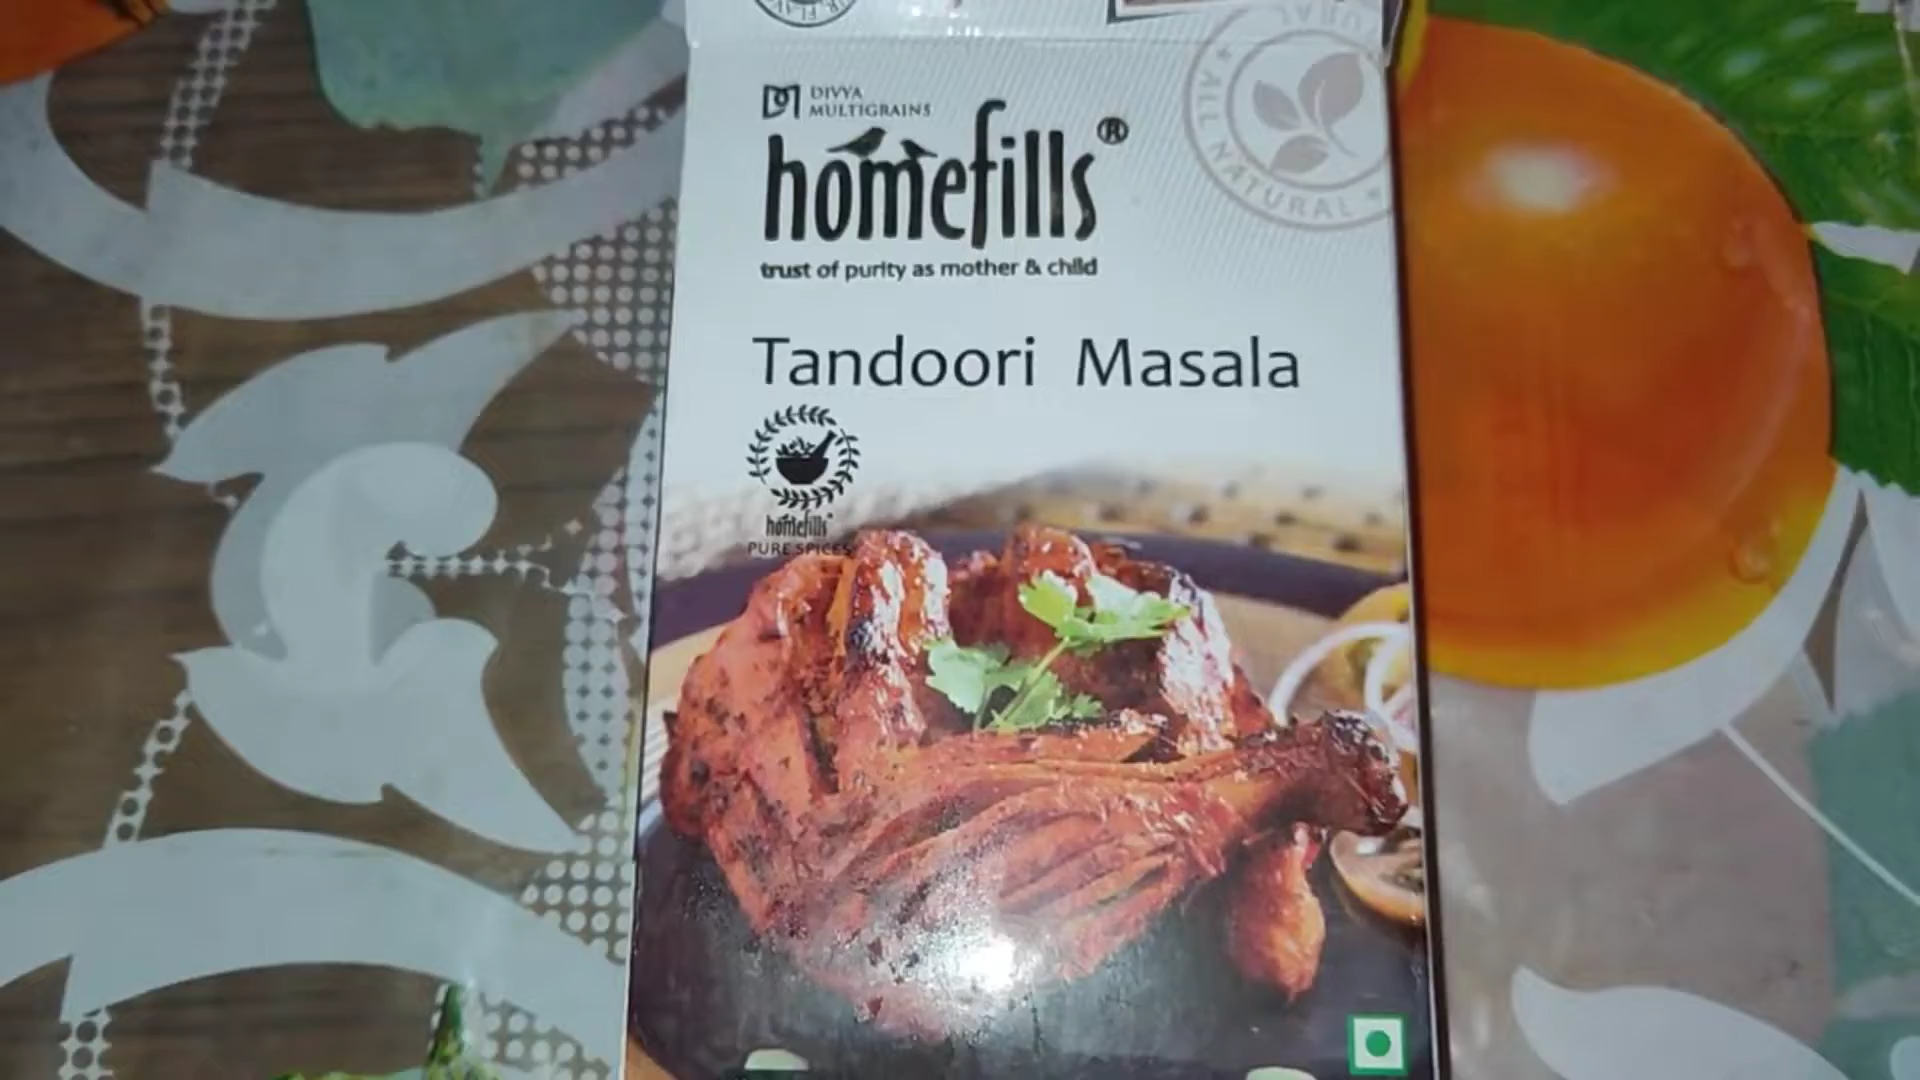 DIVYA
MULTIGRAINS
homefills®
trust of purity as mother & child
ALL NATURAL
Tandoori Masala
homefills
PURE SPICES